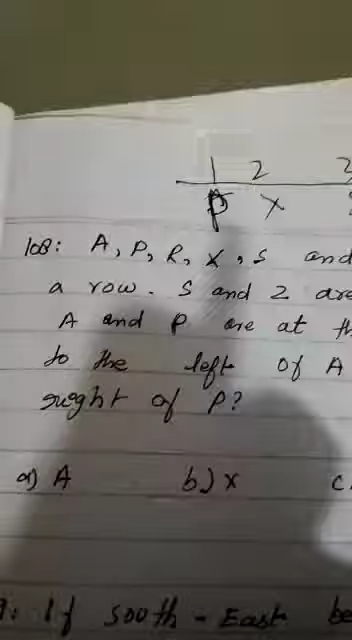 1 2
P X
108: A, P, R, X, S and
a row. S and Z are
A and P are at th
to the left of A
right of P?
a) A b) X c.
If south - East be